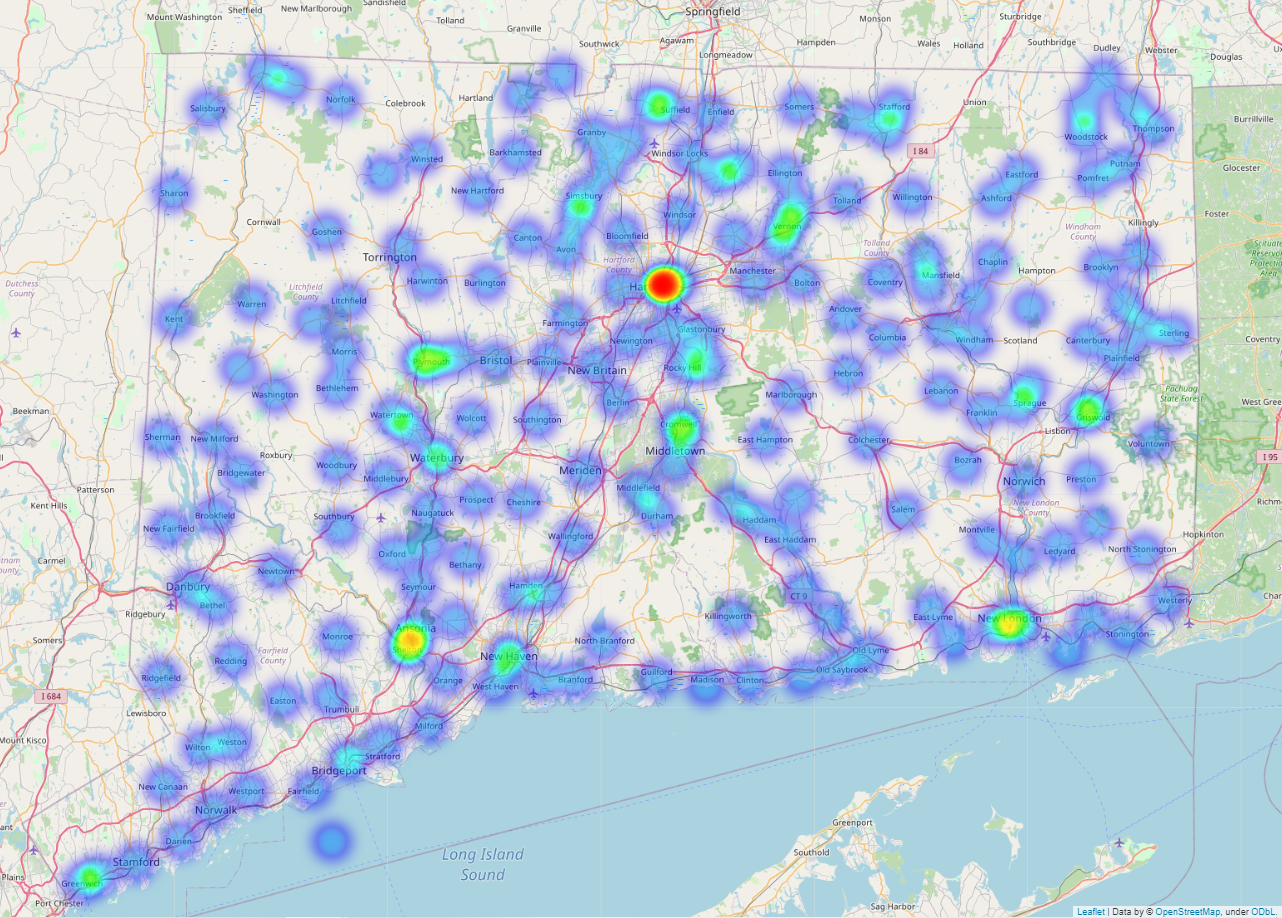 Sheffield
New Marlborough
Sandisfield
Mount Washington
Tolland
Granville
Springfield
Agawam
Southwick
Longmeadow
Hampden
Monson
Wales
Holland
Sturbridge
Southbridge
Dudley
Webster
Douglas
Salisbury
Norfolk
Colebrook
Hartland
Suffield
Enfield
Somers
Stafford
Union
Woodstock
Thompson
Burrillville
Granby
Windsor Locks
Barkhamsted
Winsted
I 84
Ellington
Putnam
Pomfret
Eastford
Glocester
Sharon
New Hartford
Simsbury
Windsor
Tolland
Willington
Ashford
Foster
Cornwall
Goshen
Canton
Avon
Bloomfield
Vernon
Windham
County
Killingly
Torrington
Hartford
County
Tolland
County
Chaplin
Hampton
Brooklyn
Dutchess
County
Harwinton
Burlington
Manchester
Bolton
Coventry
Mansfield
Litchfield
County
Warren
Litchfield
Kent
Farmington
Glastonbury
Andover
Columbia
Windham
Scotland
Canterbury
Sterling
Coventry
Newington
Morris
Plymouth
Bristol
Plainville
New Britain
Rocky Hill
Hebron
Plainfield
Washington
Bethlehem
Berlin
Marlborough
Lebanon
Franklin
Sprague
Griswold
Pachaug
State Forest
West Gree
Beekman
Watertown
Wolcott
Southington
Cromwell
East Hampton
Colchester
Lisbon
Voluntown
Sherman
New Milford
Roxbury
Waterbury
Middletown
Meriden
Bozrah
I 95
Bridgewater
Woodbury
Middlebury
Norwich
Preston
Patterson
Kent Hills
Prospect
Cheshire
Middlefield
Durham
Haddam
Salem
New London
County
Richm
New Fairfield
Brookfield
Southbury
Naugatuck
Wallingford
East Haddam
Montville
Ledyard
North Stonington
Hopkinton
Carmel
Oxford
Bethany
Newtown
Danbury
Bethel
Seymour
Hamden
CT 9
Westerly
Ridgebury
Killingworth
East Lyme
New London
Stonington
Somers
Monroe
Ansonia
North Branford
Old Lyme
Fairfield
County
Redding
New Haven
Ridgefield
Orange
West Haven
Branford
Guilford
Madison
Clinton
Old Saybrook
I 684
Easton
Trumbull
Lewisboro
Milford
Mount Kisco
Wilton
Weston
Stratford
Bridgeport
New Canaan
Westport
Fairfield
Norwalk
Darien
Stamford
Greenwich
Port Chester
Plains
Long Island
Sound
Greenport
Southold
Sag Harbor
Leaflet | Data by © OpenStreetMap, under ODbL.